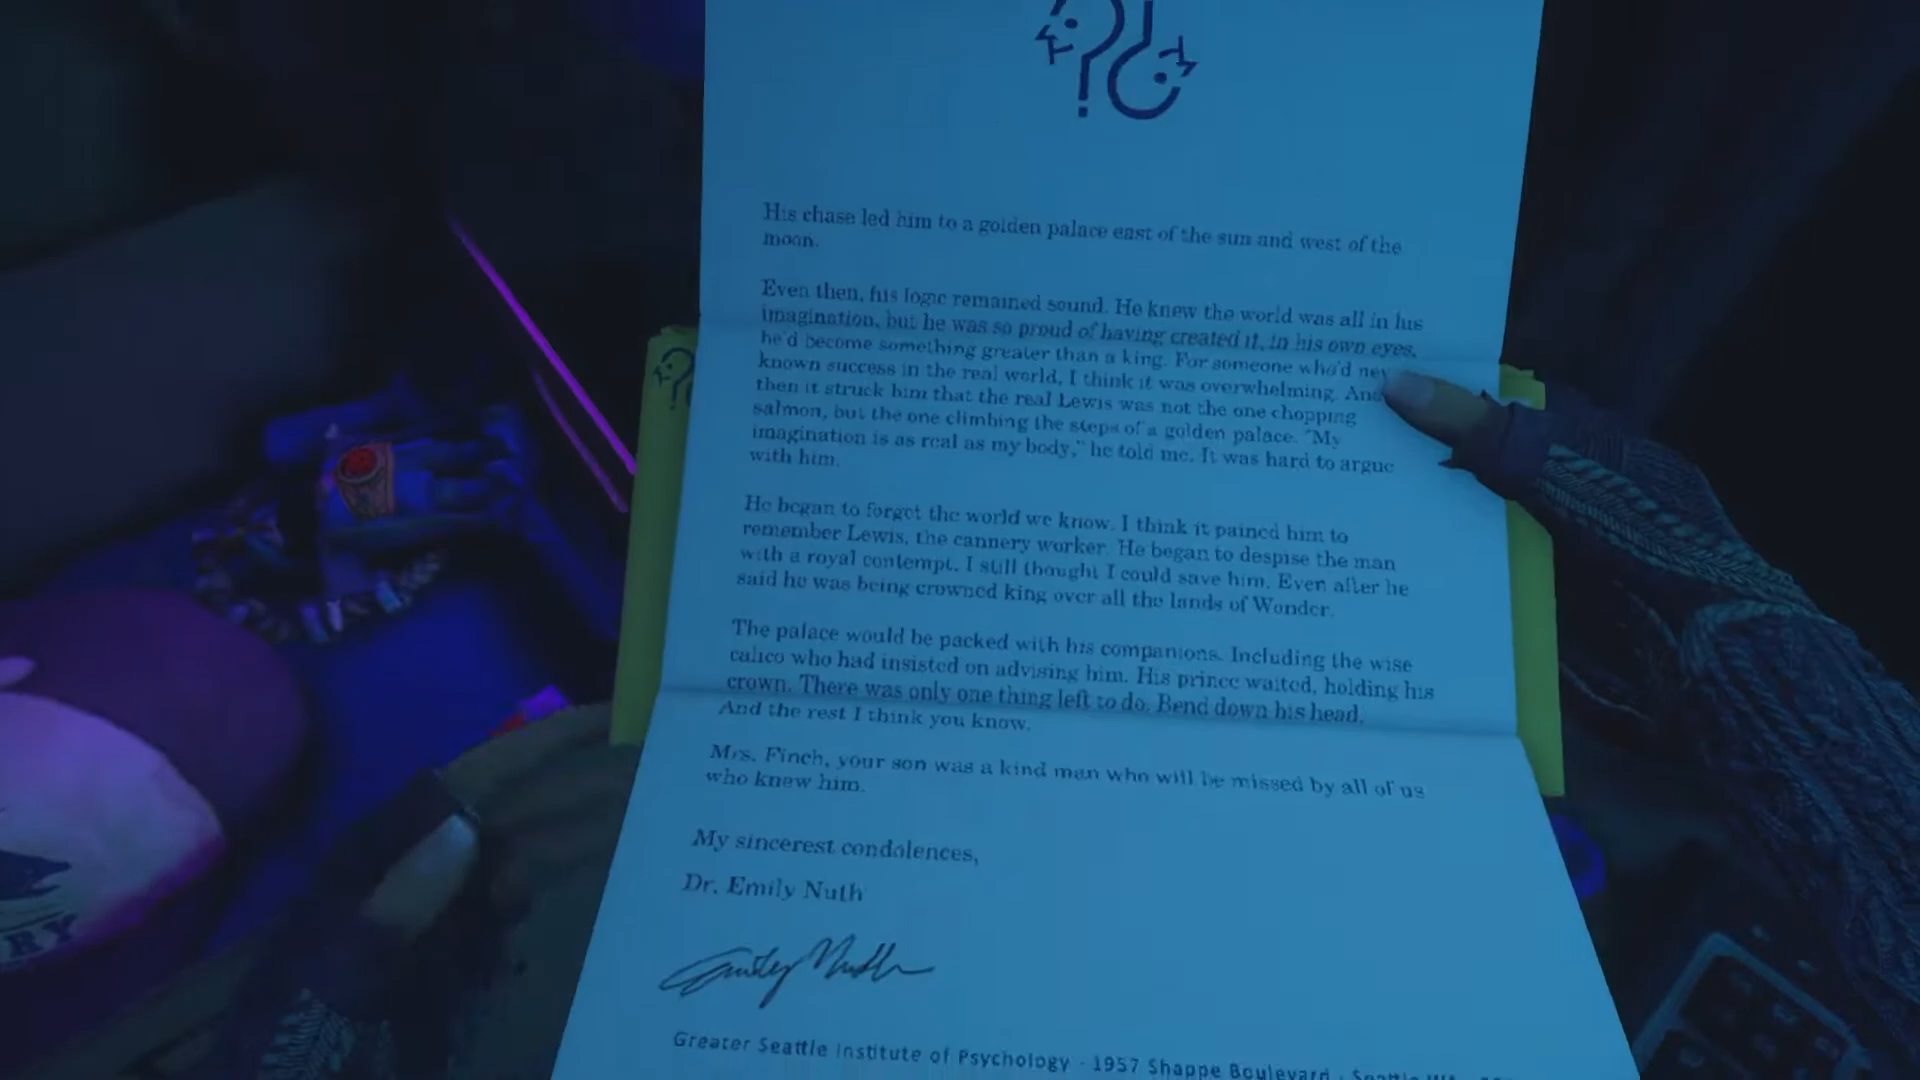 His chase led him to a golden palace east of the sun and west of the
moon.
Even then, his logic remained sound. He knew the world was all in his
imagination, but he was so proud of having created it, in his own eyes,
he'd become something greater than a king. For someone who'd nev
known success in the real world, I think it was overwhelming. And
then it struck him that the real Lewis was not the one chopping
salmon, but the one climbing the steps of a golden palace. "My
imagination is as real as my body," he told me. It was hard to argue
with him.
He began to forget the world we know. I think it pained him to
remember Lewis, the cannery worker. He began to despise the man
with a royal contempt. I still thought I could save him. Even after he
said he was being crowned king over all the lands of Wonder.
The palace would be packed with his companions. Including the wise
calico who had insisted on advising him. His prince waited, holding his
crown. There was only one thing left to do. Bend down his head.
And the rest I think you know.
Mrs. Finch, your son was a kind man who will be missed by all of us
who knew him.
My sincerest condolences,
Dr. Emily Nuth
Emily Nuth
Greater Seattle Institute of Psychology · 1957 Shappe Boulevard · Seattle
RY